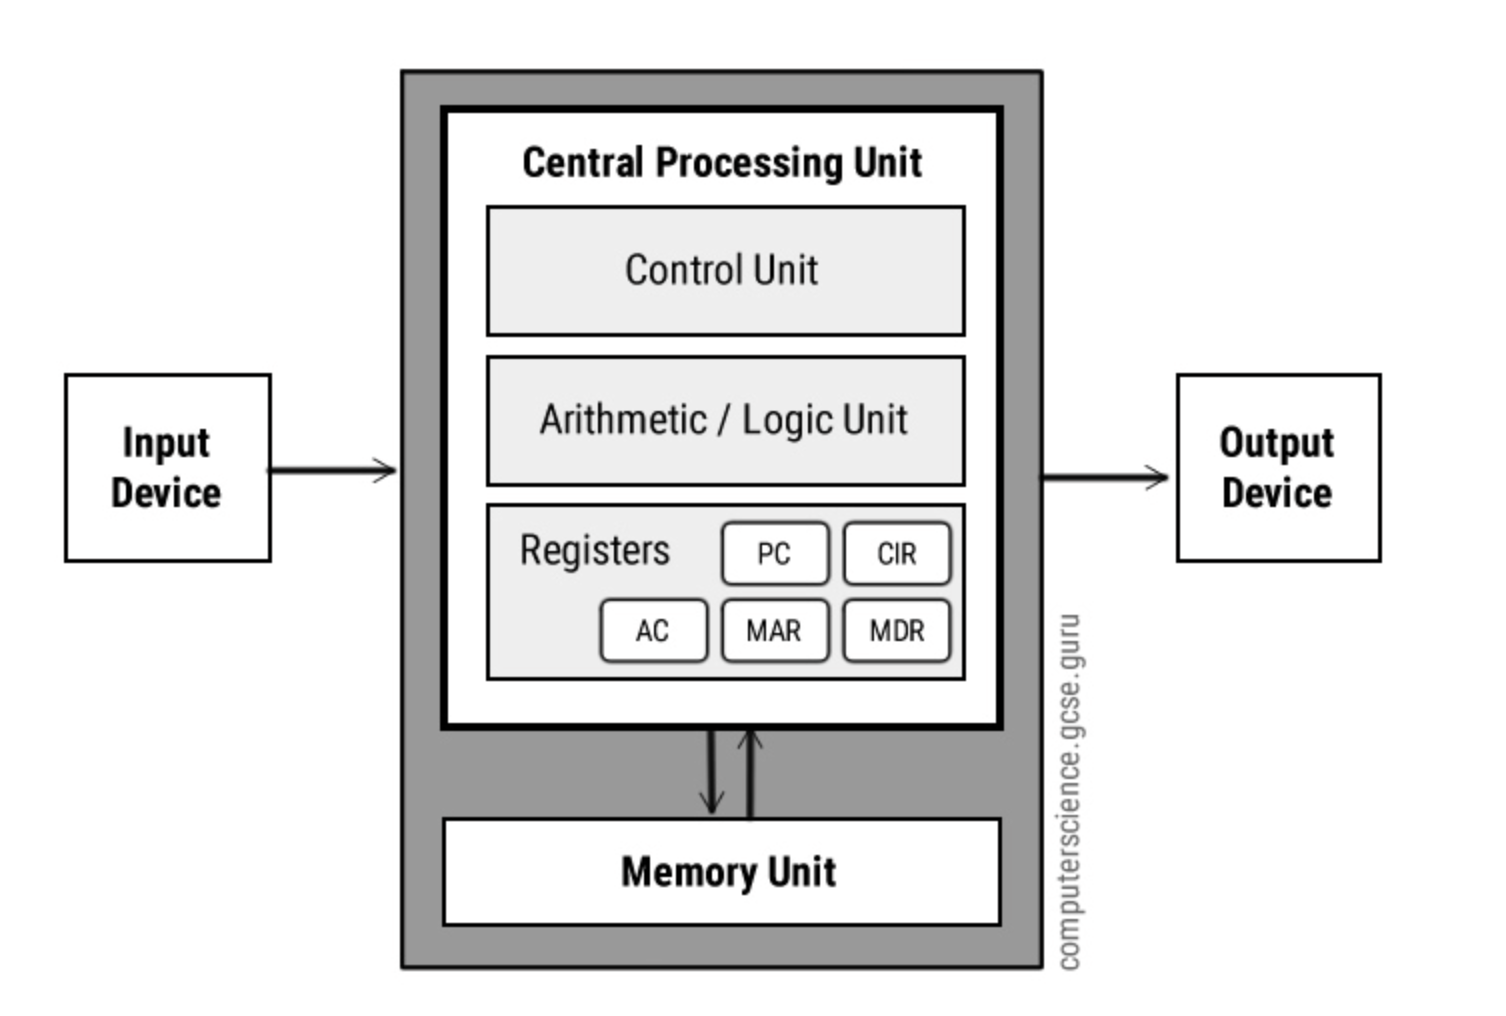 Central Processing Unit
Control Unit
Arithmetic / Logic Unit
Input
Device
Output
Device
Registers
PC
CIR
AC
MAR
MDR
Memory Unit
computerscience.gcse.guru